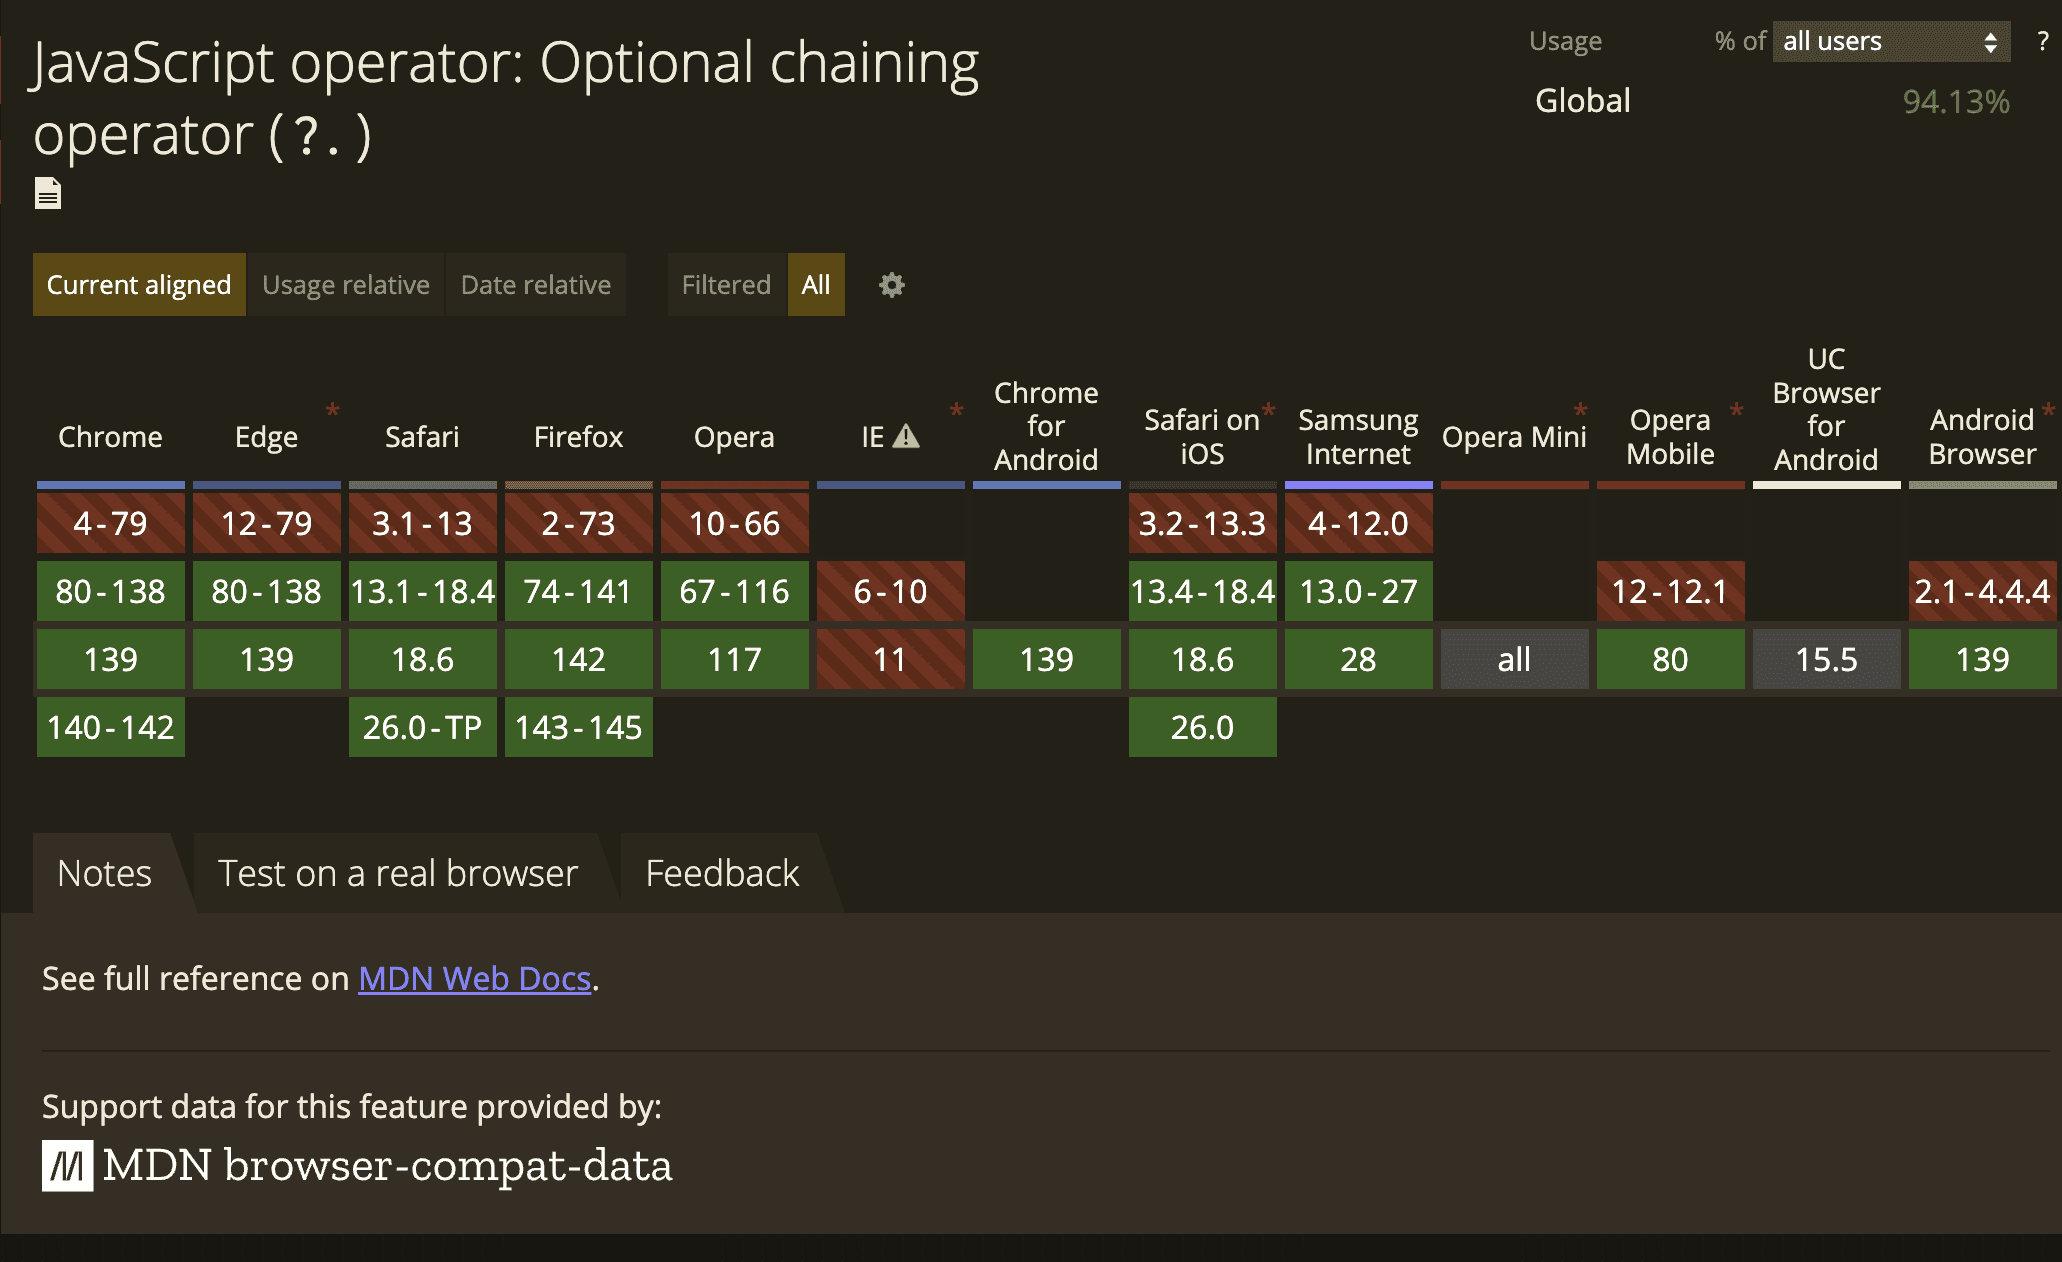 JavaScript operator: Optional chaining
operator (?.)
Usage % of all users ?
Global 94.13%
Current aligned Usage relative Date relative Filtered All
Chrome Edge * Safari Firefox Opera IE * Chrome for Android Safari on iOS * Samsung Internet Opera Mini * Opera Mobile * UC Browser for Android Android Browser *
4-79 12-79 3.1-13 2-73 10-66 3.2-13.3 4-12.0
80-138 80-138 13.1-18.4 74-141 67-116 6-10 13.4-18.4 13.0-27 12-12.1 2.1-4.4.4
139 139 18.6 142 117 11 139 18.6 28 all 80 15.5 139
140-142 26.0-TP 143-145 26.0
Notes Test on a real browser Feedback
See full reference on MDN Web Docs.
Support data for this feature provided by:
MDN browser-compat-data